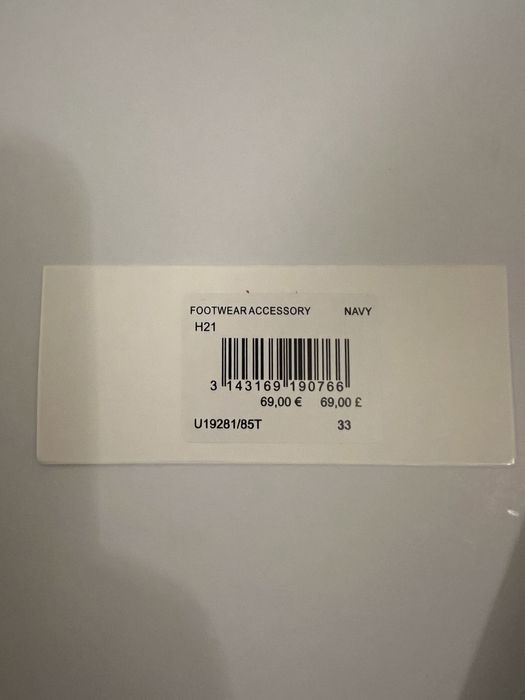 FOOTWEAR ACCESSORY NAVY
H21
3 143169 190766
69,00 € 69,00 £
U19281/85T 33